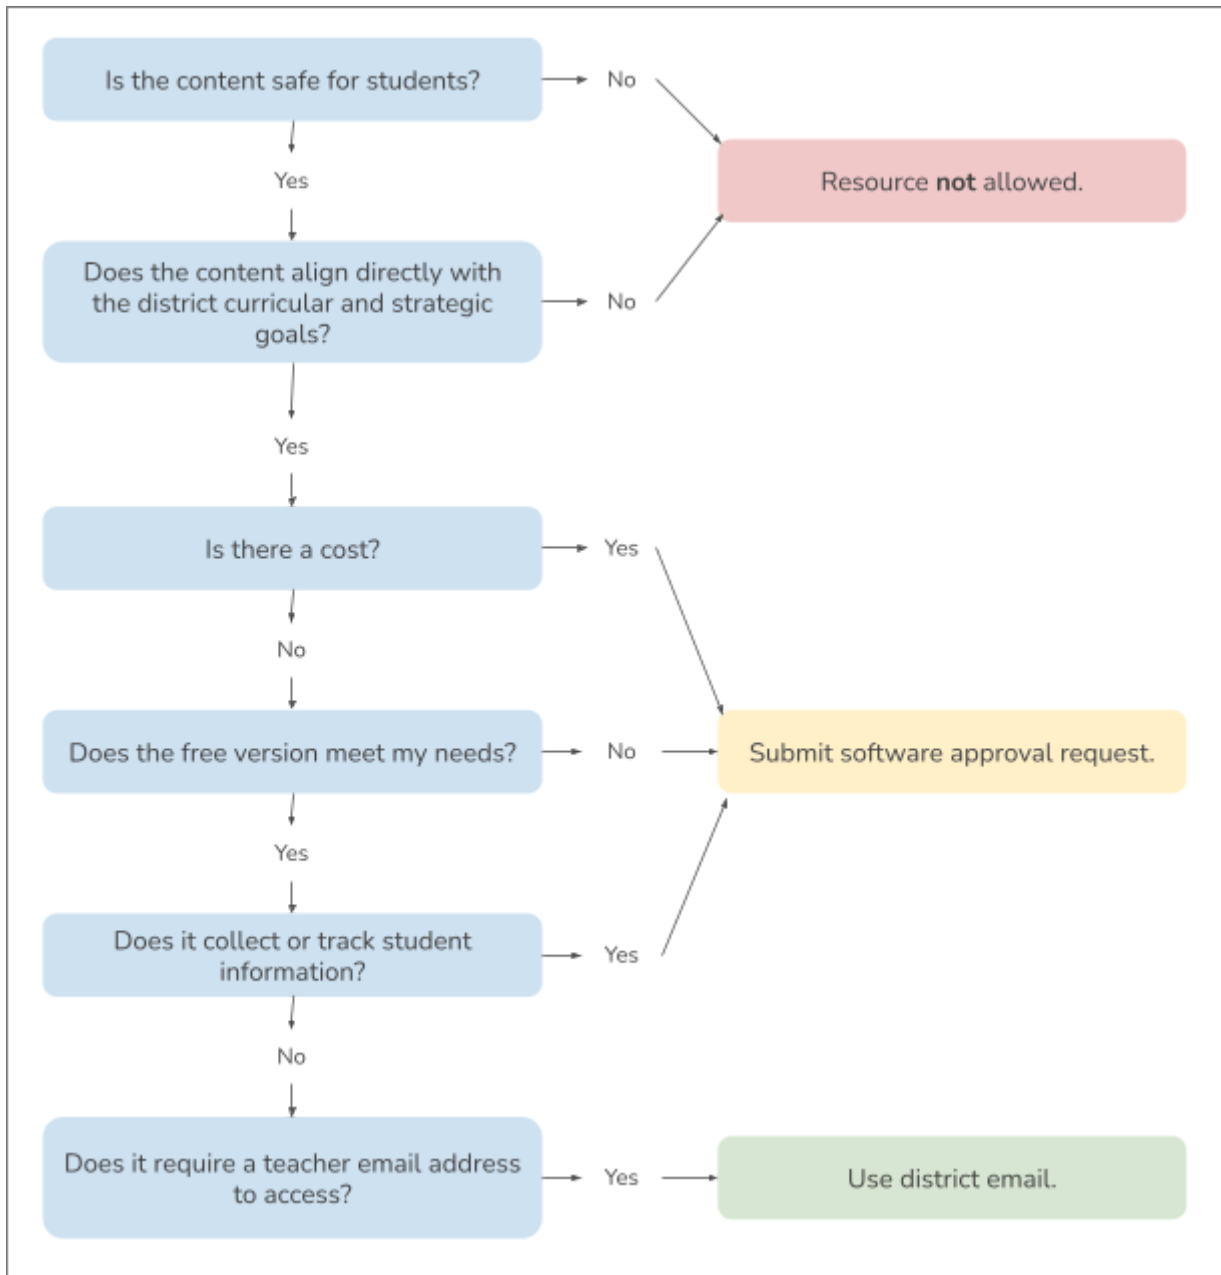 Is the content safe for students?
No
Resource not allowed.
Yes
Does the content align directly with
the district curricular and strategic
goals?
No
Yes
Is there a cost?
Yes
No
Does the free version meet my needs?
No
Submit software approval request.
Yes
Does it collect or track student
information?
Yes
No
Does it require a teacher email address
to access?
Yes
Use district email.